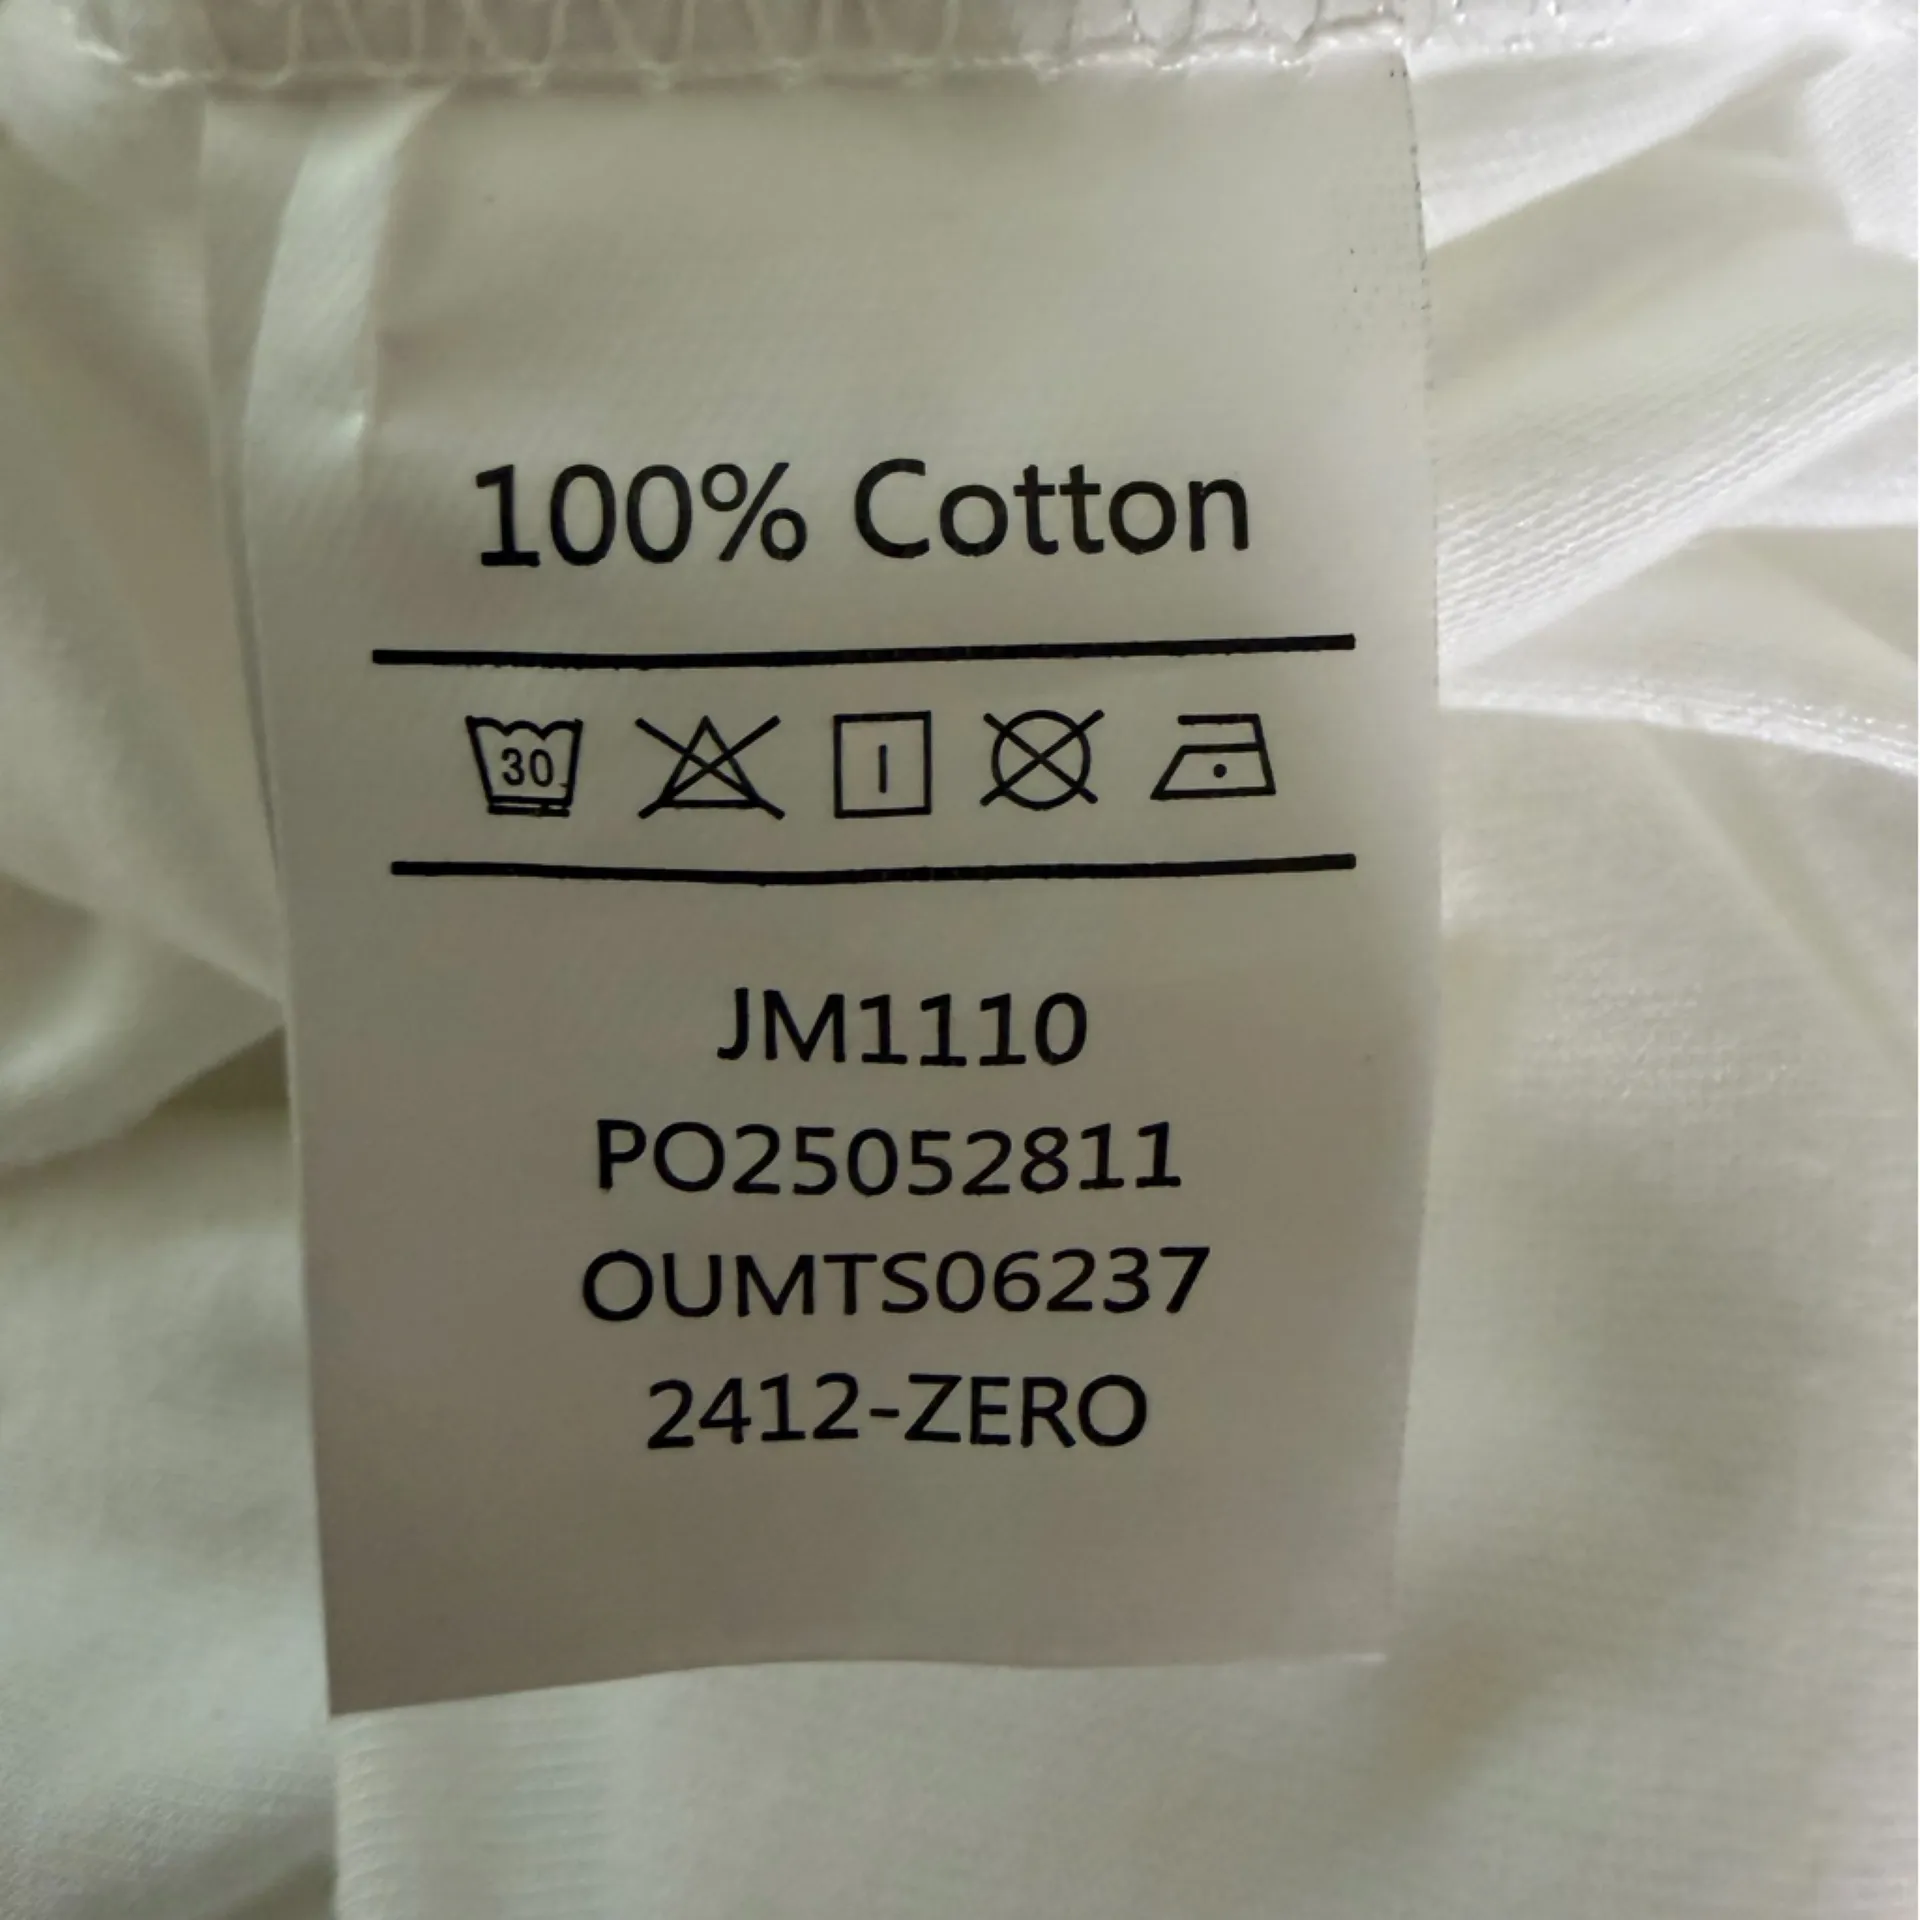 100% Cotton
30
JM1110
PO25052811
OUMTS06237
2412-ZERO